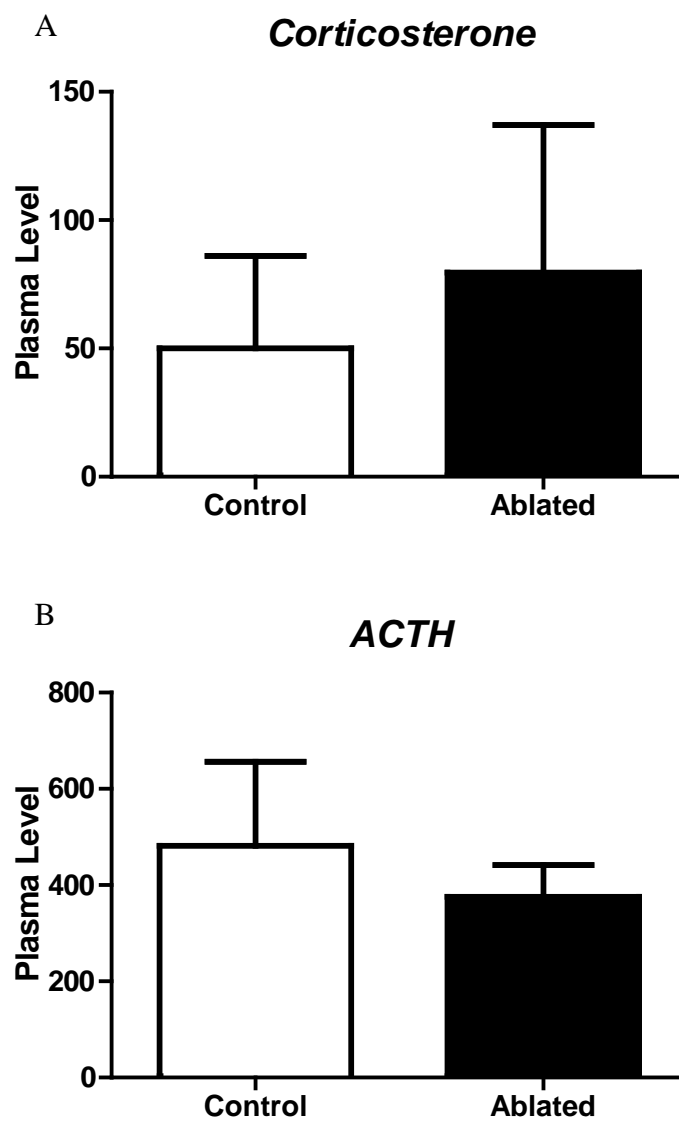 A
Corticosterone
150
100
50
0
Plasma Level
Control Ablated
B
ACTH
800
600
400
200
0
Plasma Level
Control Ablated